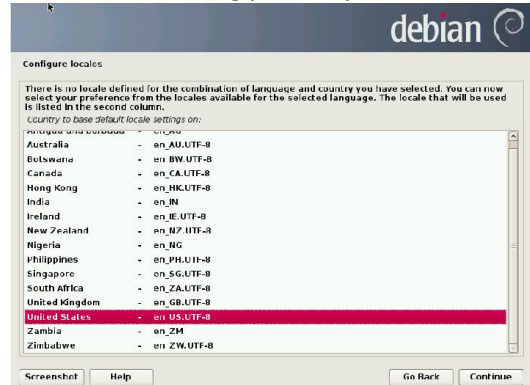 debian
Configure locales
There is no locale defined for the combination of language and country you have selected. You can now
select your preference from the locales available for the selected language. The locale that will be used
is listed in the second column.
Country to base default locale settings on:
Antigua and Barbuda - en_AG
Australia - en_AU.UTF-8
Botswana - en_BW.UTF-8
Canada - en_CA.UTF-8
Hong Kong - en_HK.UTF-8
India - en_IN
Ireland - en_IE.UTF-8
New Zealand - en_NZ.UTF-8
Nigeria - en_NG
Philippines - en_PH.UTF-8
Singapore - en_SG.UTF-8
South Africa - en_ZA.UTF-8
United Kingdom - en_GB.UTF-8
United States - en_US.UTF-8
Zambia - en_ZM
Zimbabwe - en_ZW.UTF-8
Screenshot Help Go Back Continue